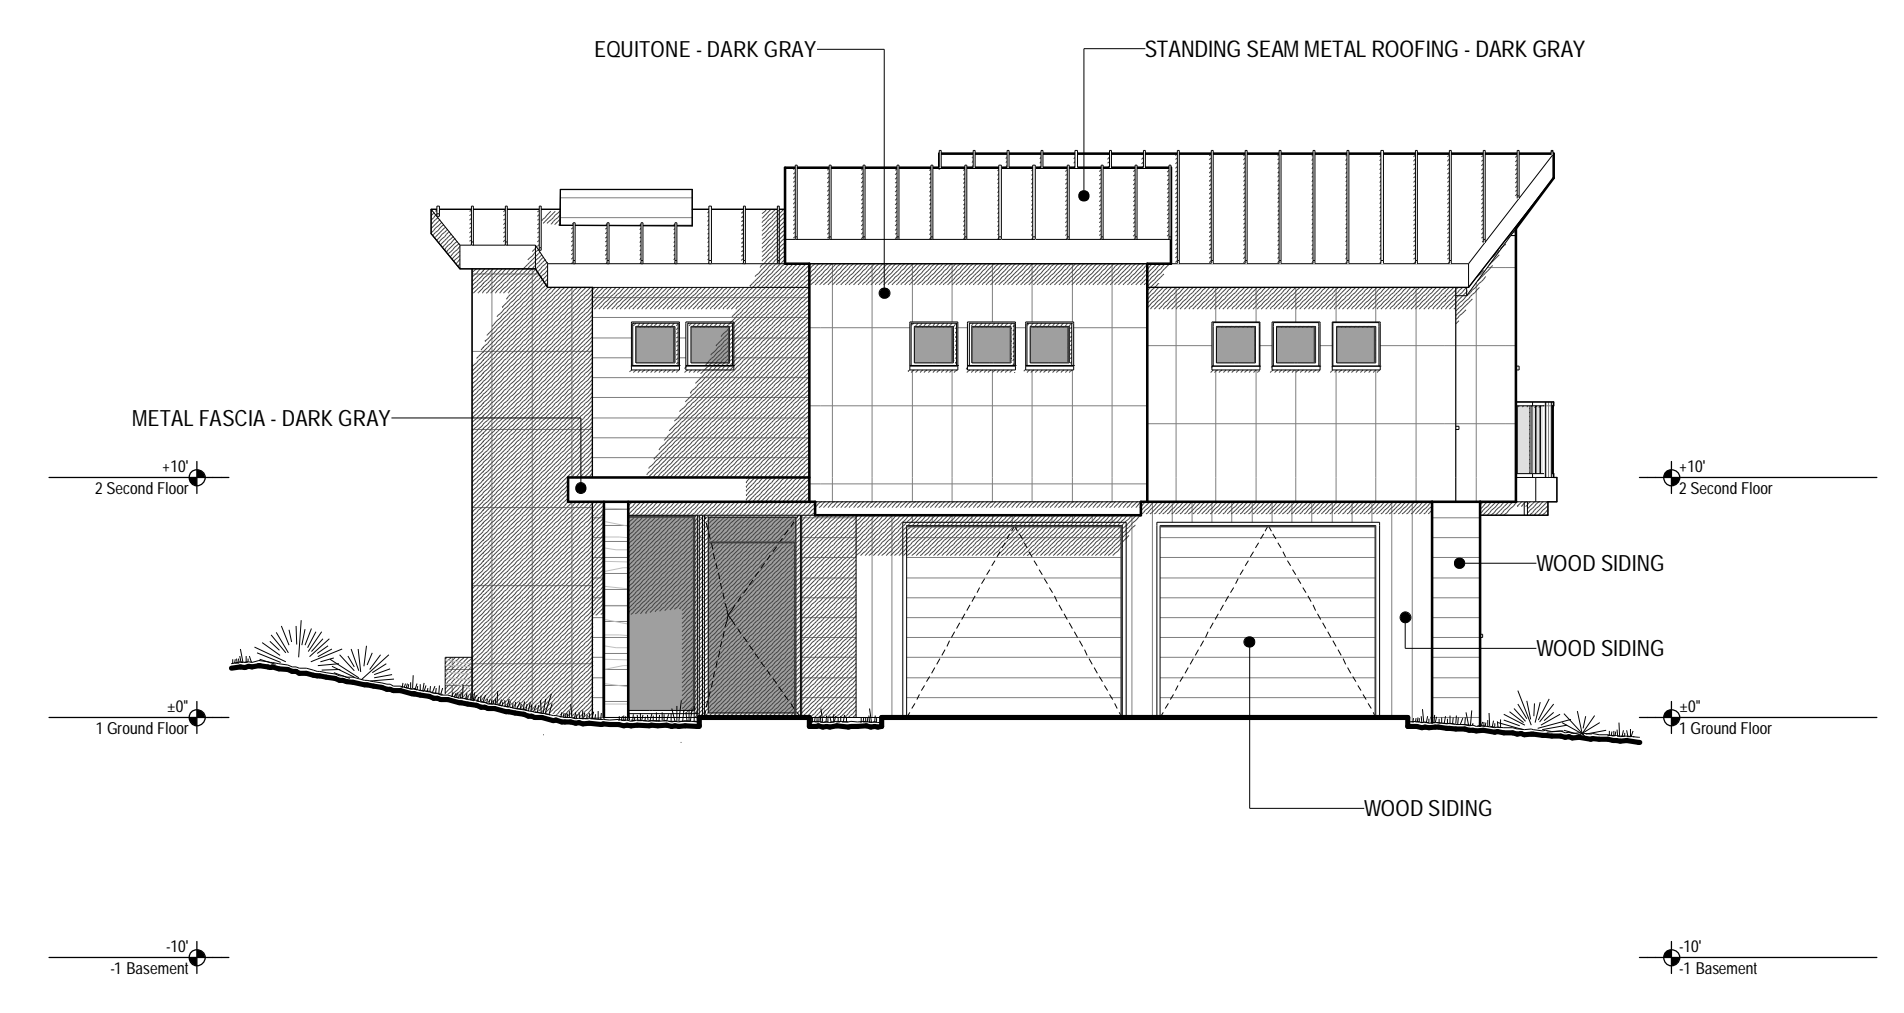 EQUITONE - DARK GRAY
STANDING SEAM METAL ROOFING - DARK GRAY
METAL FASCIA - DARK GRAY
+10'
2 Second Floor
+10'
2 Second Floor
WOOD SIDING
WOOD SIDING
±0"
1 Ground Floor
±0"
1 Ground Floor
WOOD SIDING
-10'
-1 Basement
-10'
-1 Basement